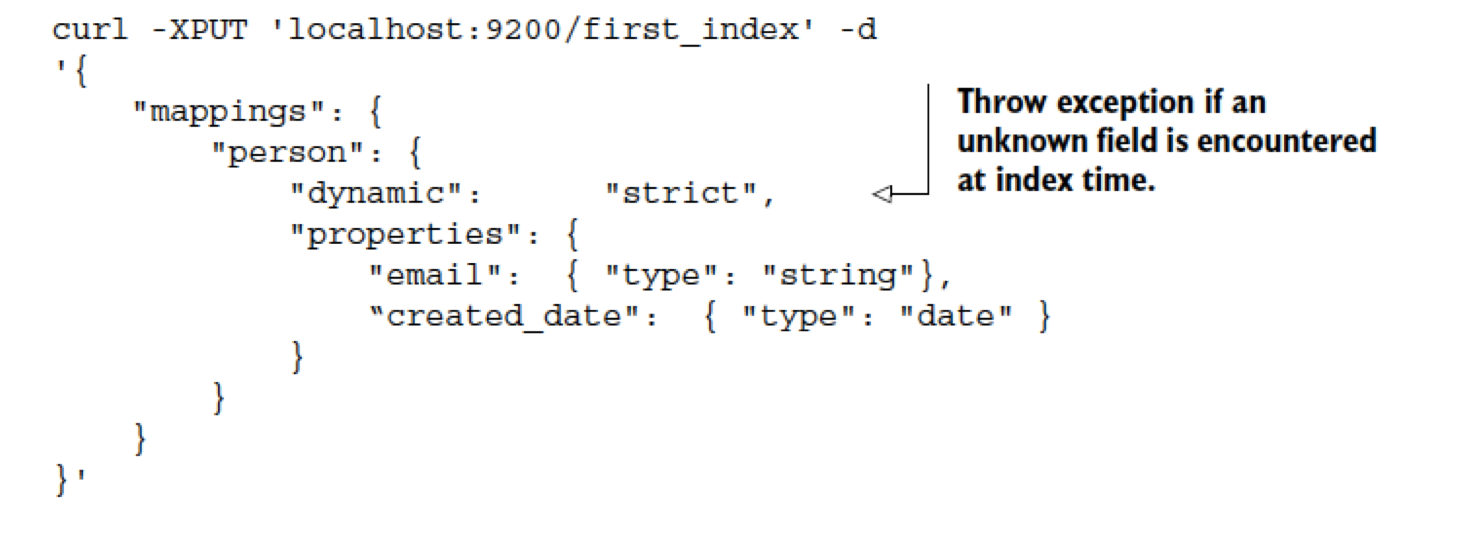 curl -XPUT 'localhost:9200/first_index' -d
'{
"mappings": {
"person": {
"dynamic": "strict",
"properties": {
"email": { "type": "string"},
“created_date": { "type": "date" }
}
}
}
}'
Throw exception if an
unknown field is encountered
at index time.